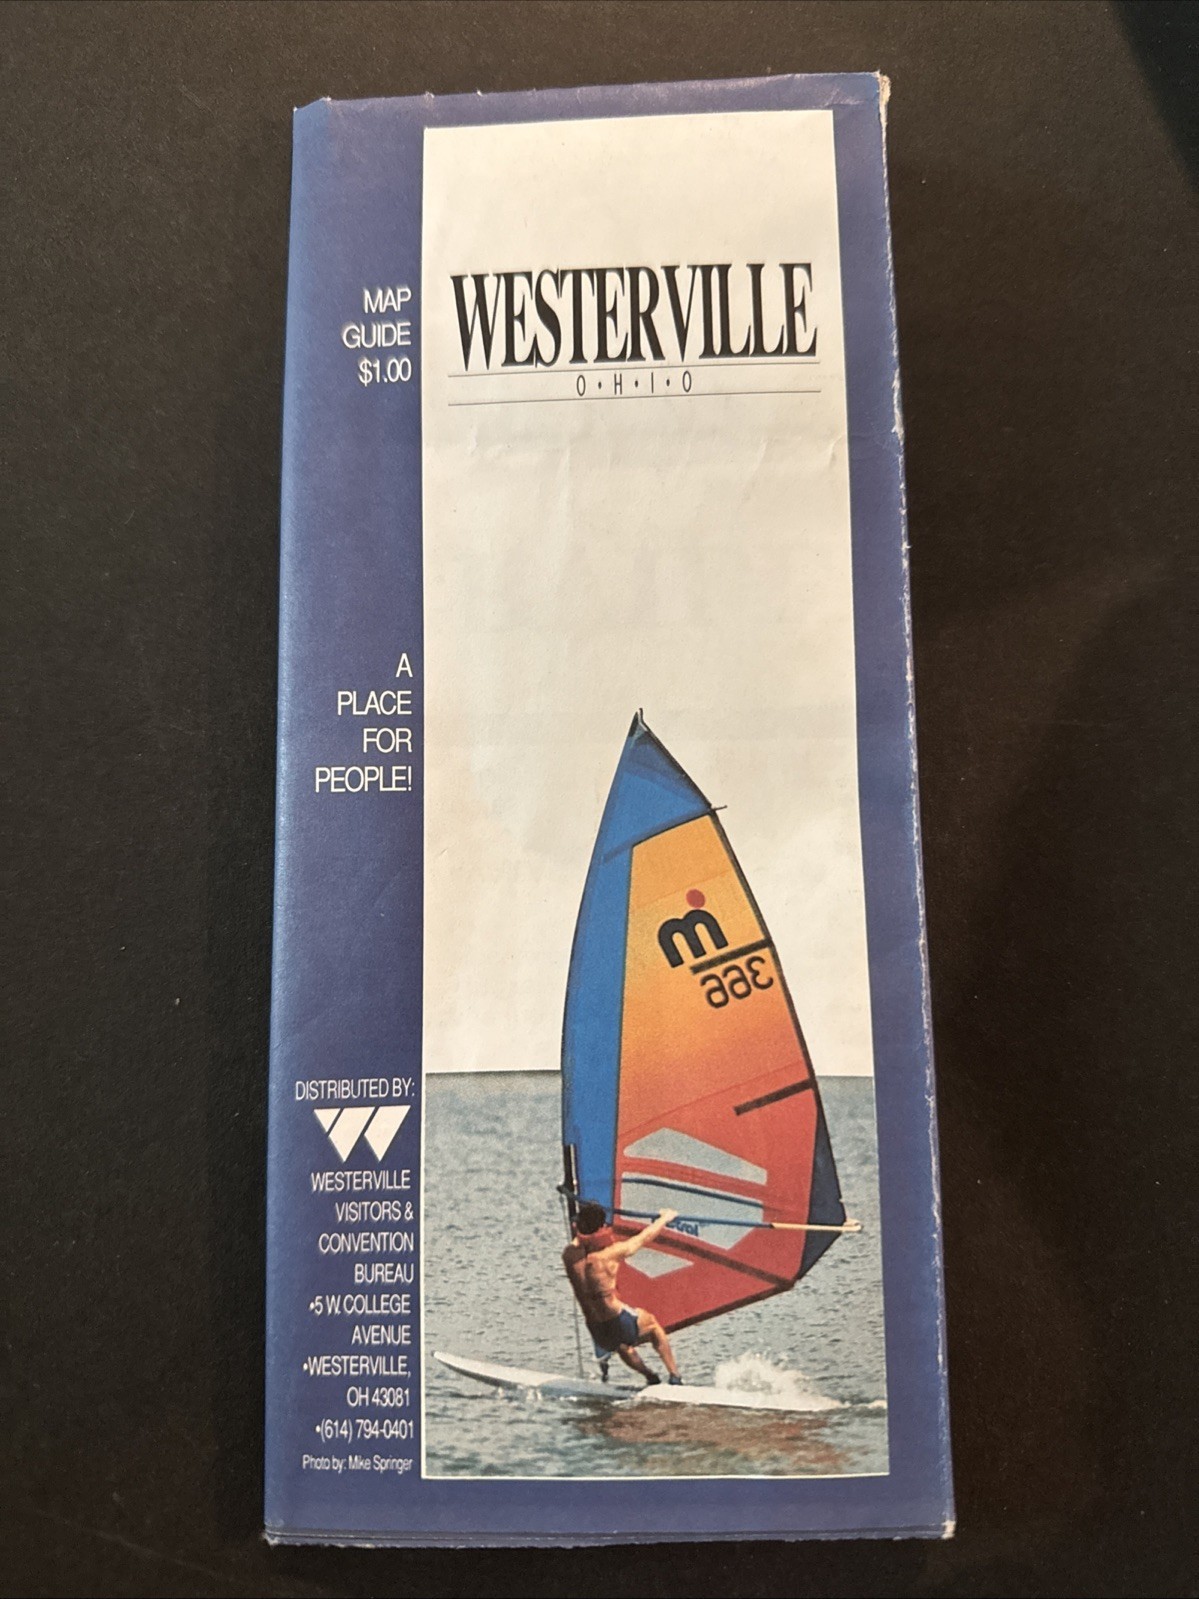 MAP
GUIDE
$1.00
WESTERVILLE
O•H•I•O
A
PLACE
FOR
PEOPLE!
DISTRIBUTED BY:
WESTERVILLE
VISITORS &
CONVENTION
BUREAU
•5 W. COLLEGE
AVENUE
•WESTERVILLE,
OH 43081
•(614) 794-0401
Photo by: Mike Springer
m
366